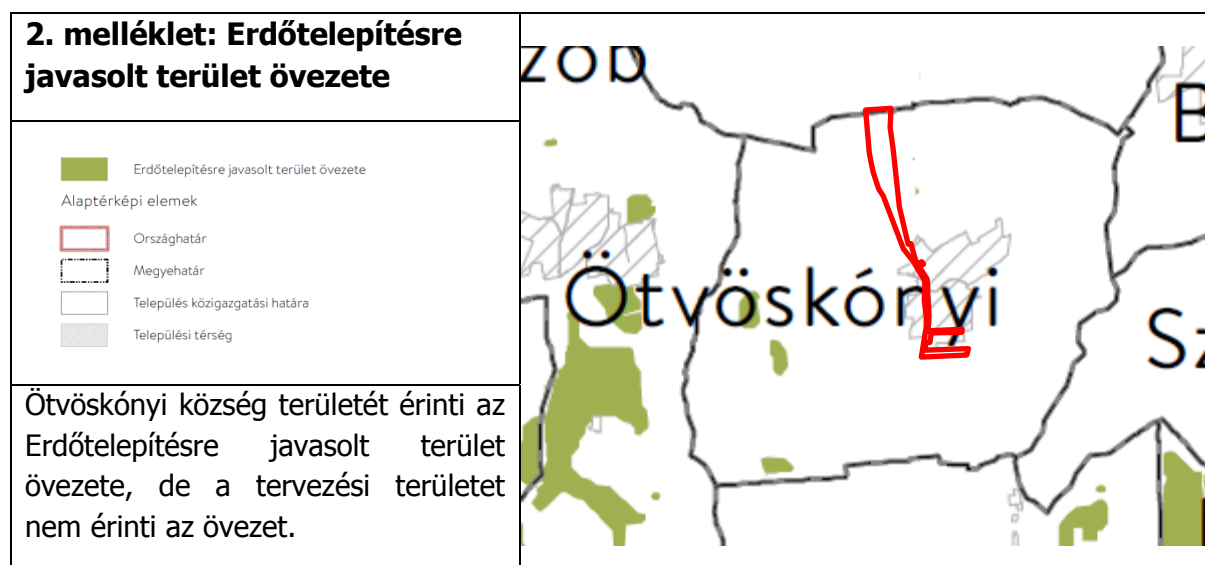 2. melléklet: Erdőtelepítésre
javasolt terület övezete
Erdőtelepítésre javasolt terület övezete
Alaptérképi elemek
Országhatár
Megyehatár
Település közigazgatási határa
Települési térség
Ötvöskónyi község területét érinti az
Erdőtelepítésre javasolt terület
övezete, de a tervezési területet
nem érinti az övezet.
zob
B
Ötvöskónyi
Sz